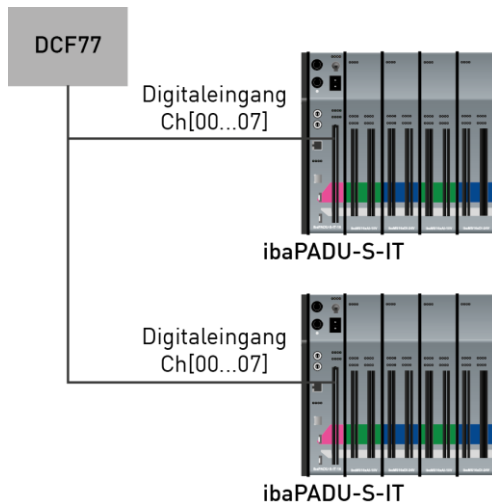 DCF77
Digitaleingang
Ch[00...07]
ibaPADU-S-IT
Digitaleingang
Ch[00...07]
ibaPADU-S-IT